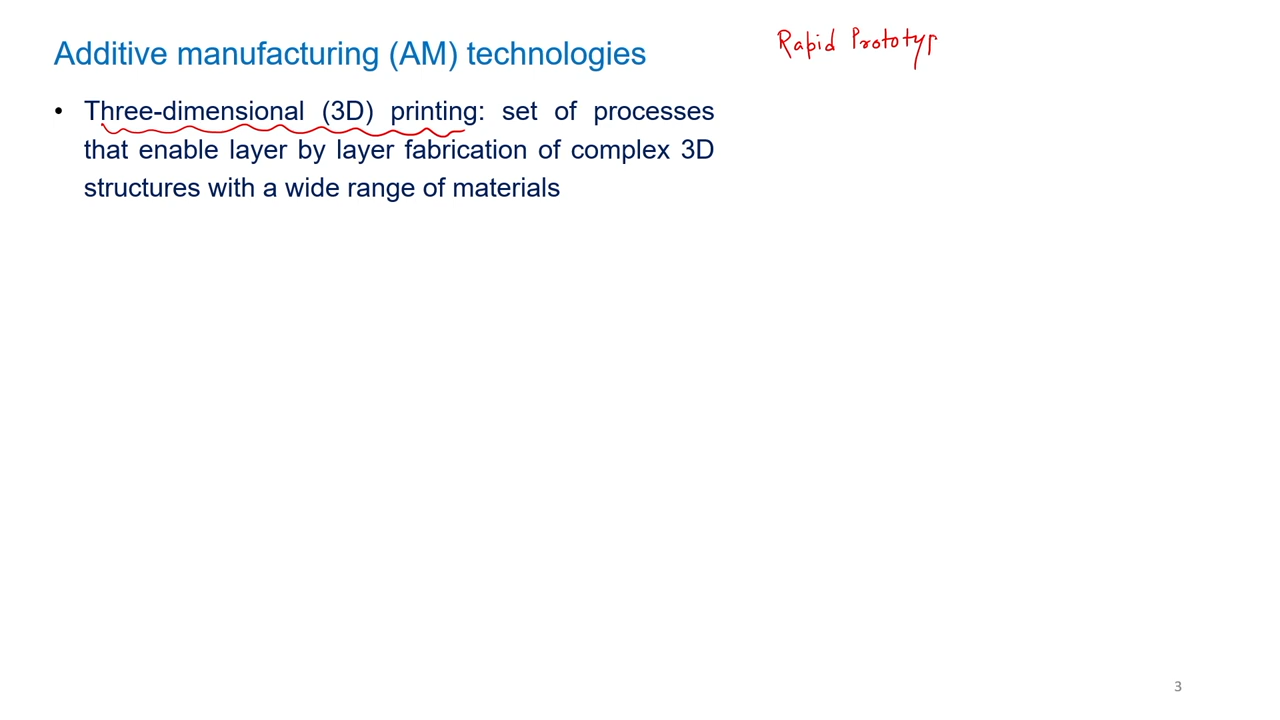 Additive manufacturing (AM) technologies
Rapid Prototyp
• Three-dimensional (3D) printing: set of processes
that enable layer by layer fabrication of complex 3D
structures with a wide range of materials
3